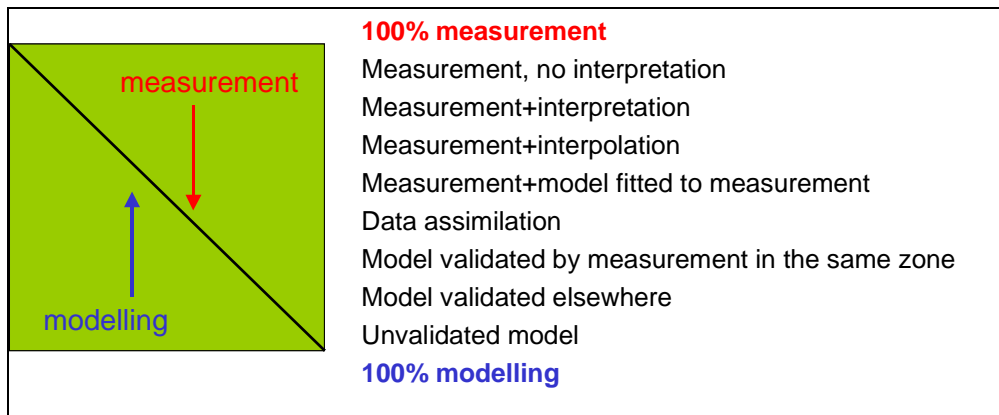 measurement
modelling
100% measurement
Measurement, no interpretation
Measurement+interpretation
Measurement+interpolation
Measurement+model fitted to measurement
Data assimilation
Model validated by measurement in the same zone
Model validated elsewhere
Unvalidated model
100% modelling